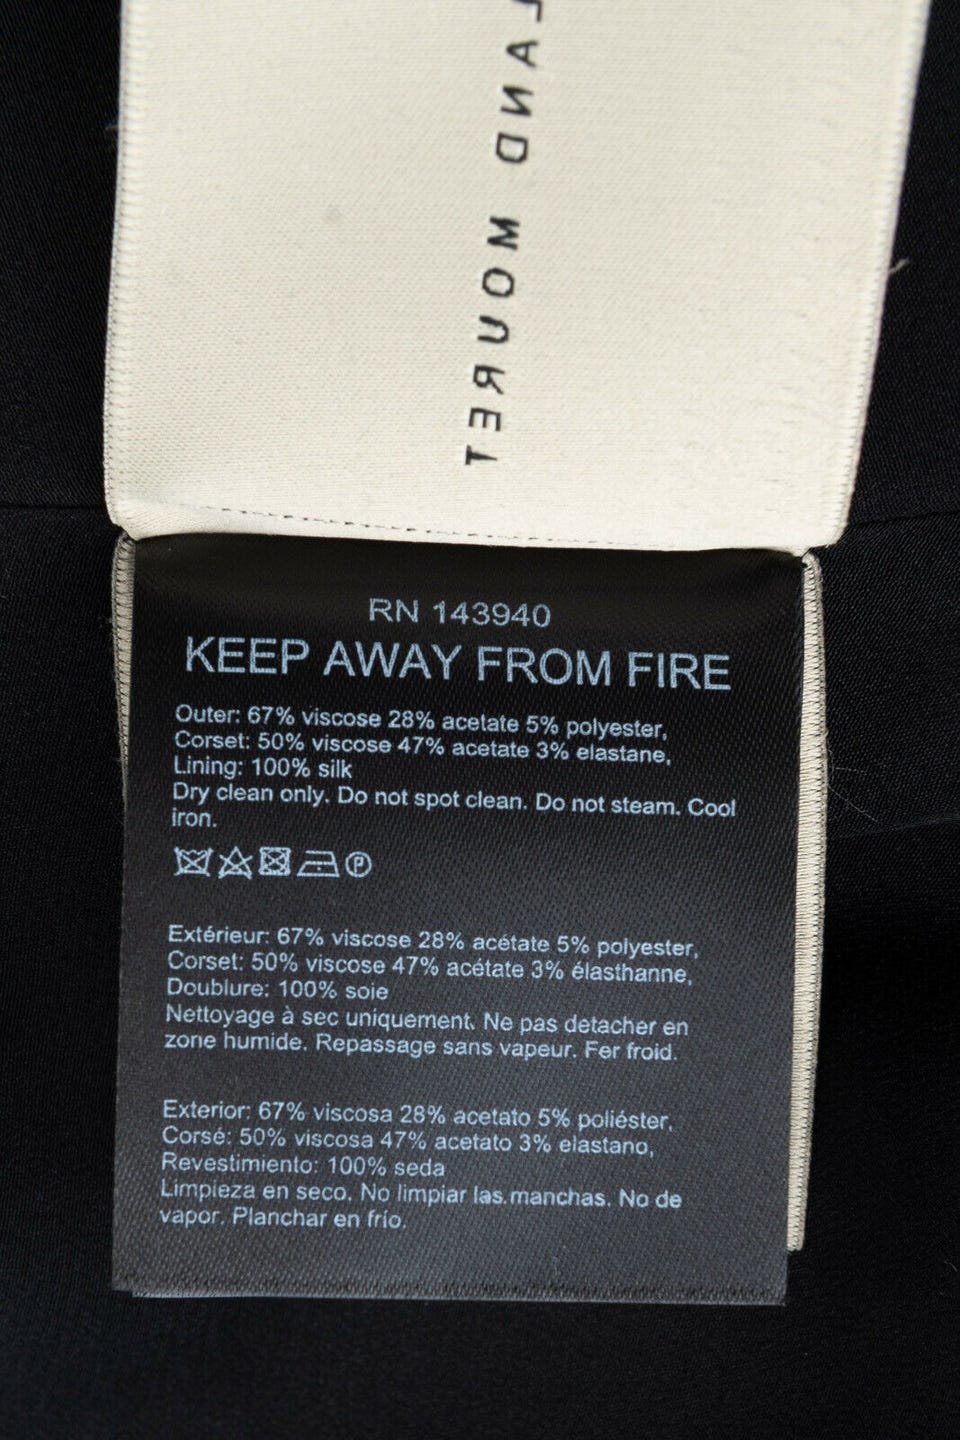 LAND MOURET
RN 143940
KEEP AWAY FROM FIRE
Outer: 67% viscose 28% acetate 5% polyester,
Corset: 50% viscose 47% acetate 3% elastane,
Lining: 100% silk
Dry clean only. Do not spot clean. Do not steam. Cool
iron.
P
Extérieur: 67% viscose 28% acétate 5% polyester,
Corset: 50% viscose 47% acétate 3% élasthanne,
Doublure: 100% soie
Nettoyage à sec uniquement. Ne pas detacher en
zone humide. Repassage sans vapeur. Fer froid.
Exterior: 67% viscosa 28% acetato 5% poliéster,
Corsé: 50% viscosa 47% acetato 3% elastano,
Revestimiento: 100% seda
Limpieza en seco. No limpiar las manchas. No de
vapor. Planchar en frío.